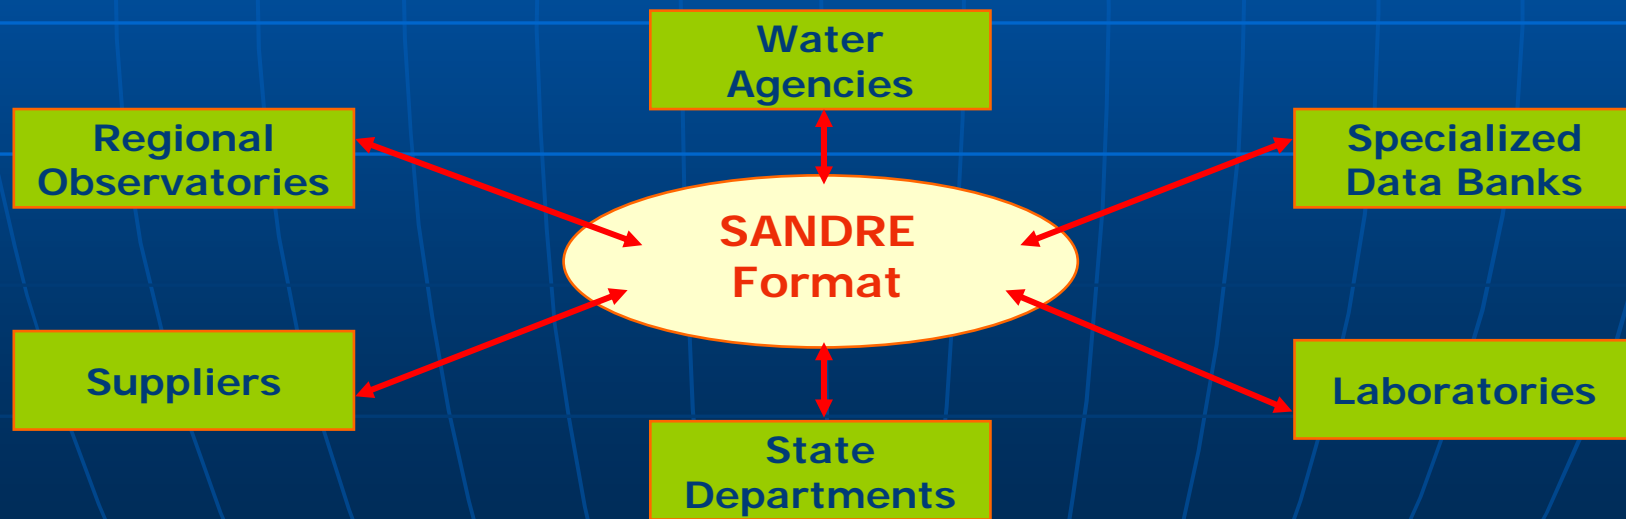 Water
Agencies
Regional
Observatories
Specialized
Data Banks
SANDRE
Format
Suppliers
Laboratories
State
Departments